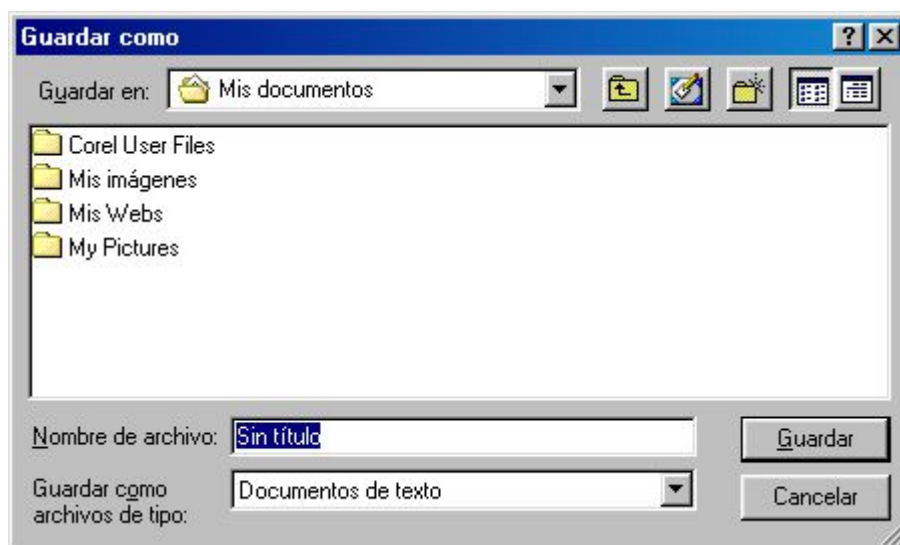 Guardar como
Guardar en: Mis documentos
Corel User Files
Mis imágenes
Mis Webs
My Pictures
Nombre de archivo: Sin título Guardar
Guardar como Documentos de texto Cancelar
archivos de tipo: